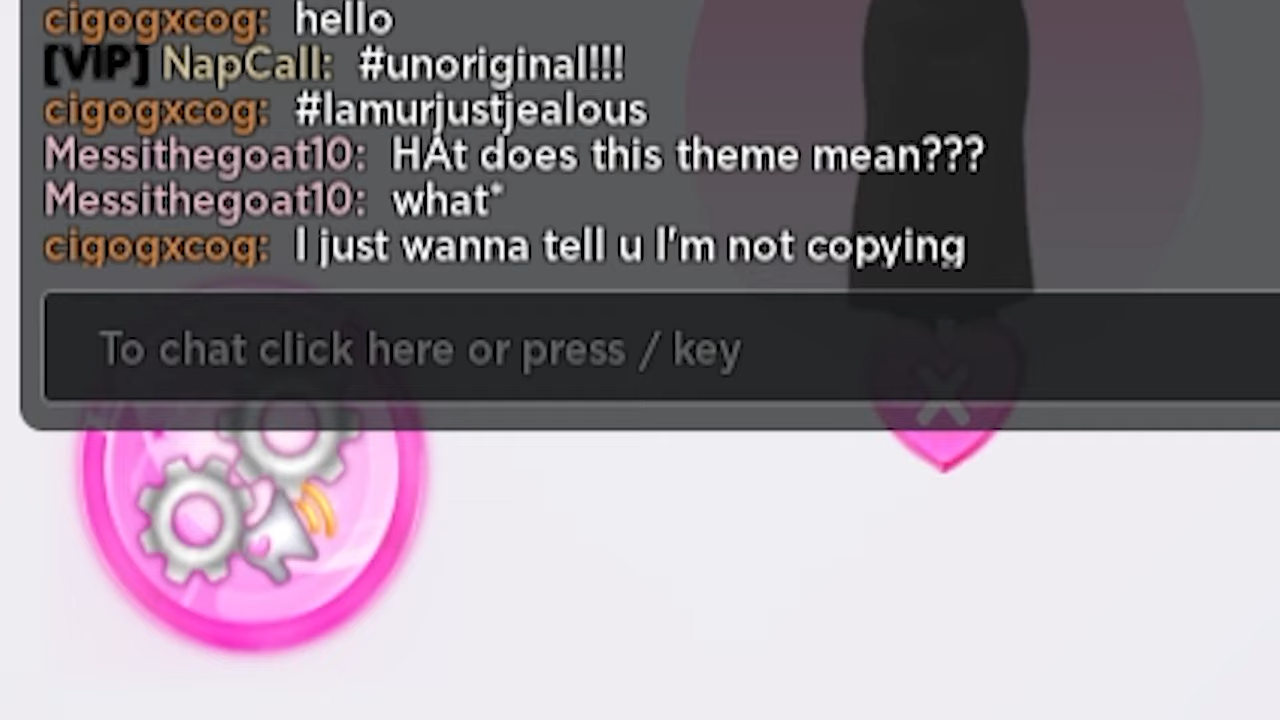 cigogxcog: hello
[VIP] NapCall: #unoriginal!!!
cigogxcog: #Iamurjustjealous
Messithegoat10: HAt does this theme mean???
Messithegoat10: what*
cigogxcog: I just wanna tell u I'm not copying
To chat click here or press / key